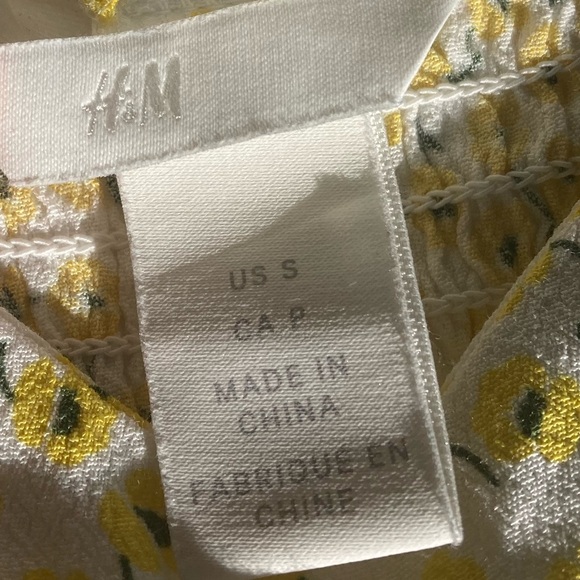 H&M
US S
CA P
MADE IN
CHINA
FABRIQUE EN
CHINE